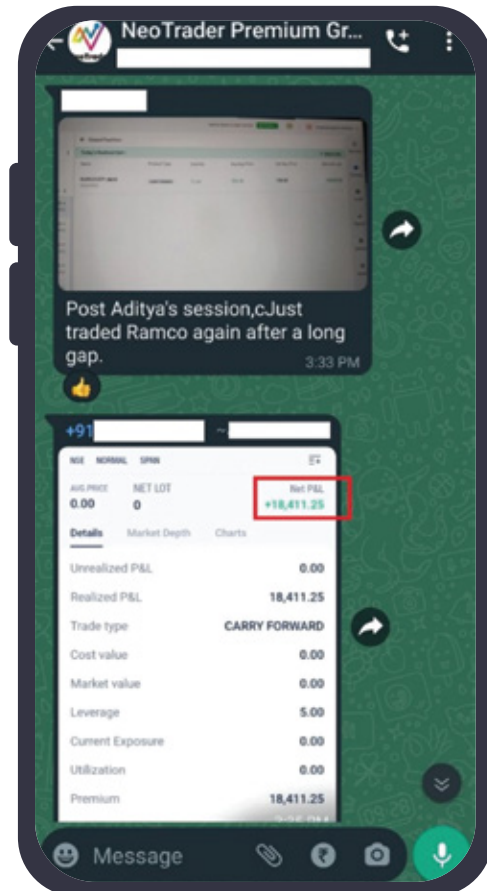 NeoTrader Premium Gr...
Post Aditya's session,cJust
traded Ramco again after a long
gap.
3:33 PM
+91 ~
NSE NORMAL SPAN
AVG PRICE NET LOT Net P&L
0.00 0 +18,411.25
Details Market Depth Charts
Unrealized P&L 0.00
Realized P&L 18,411.25
Trade type CARRY FORWARD
Cost value 0.00
Market value 0.00
Leverage 5.00
Current Exposure 0.00
Utilization 0.00
Premium 18,411.25
Message